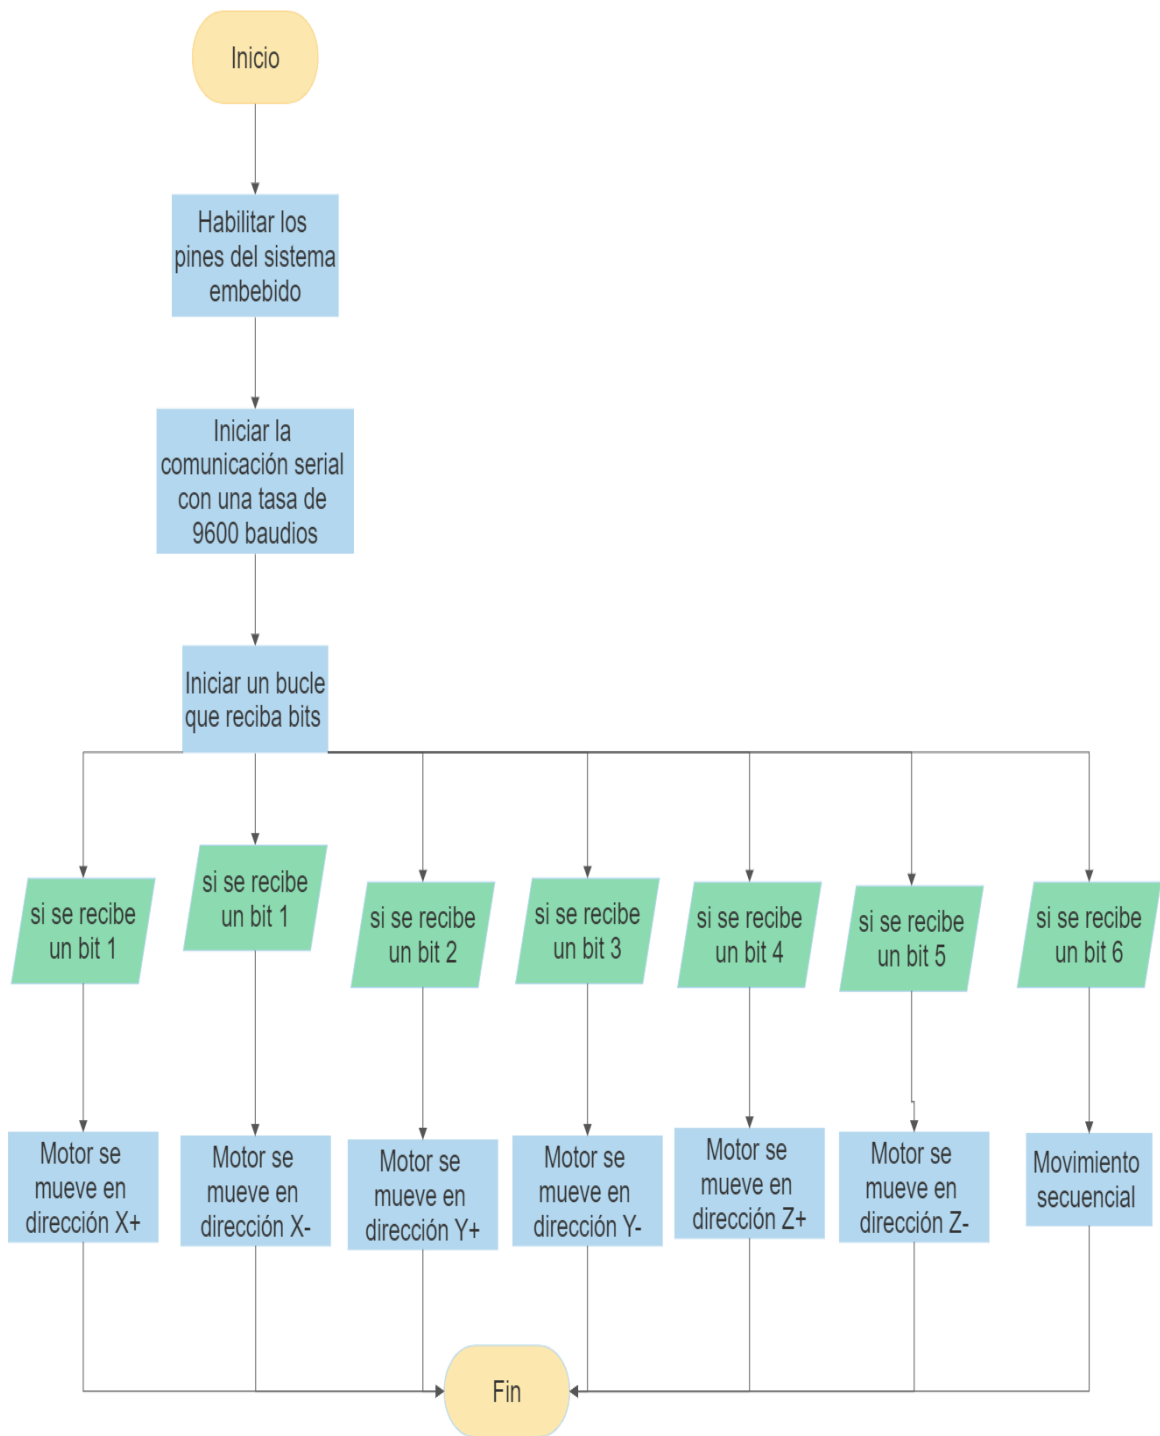 Inicio
Habilitar los
pines del sistema
embebido
Iniciar la
comunicación serial
con una tasa de
9600 baudios
Iniciar un bucle
que reciba bits
si se recibe
un bit 1
si se recibe
un bit 1
si se recibe
un bit 2
si se recibe
un bit 3
si se recibe
un bit 4
si se recibe
un bit 5
si se recibe
un bit 6
Motor se
mueve en
dirección X+
Motor se
mueve en
dirección X-
Motor se
mueve en
dirección Y+
Motor se
mueve en
dirección Y-
Motor se
mueve en
dirección Z+
Motor se
mueve en
dirección Z-
Movimiento
secuencial
Fin